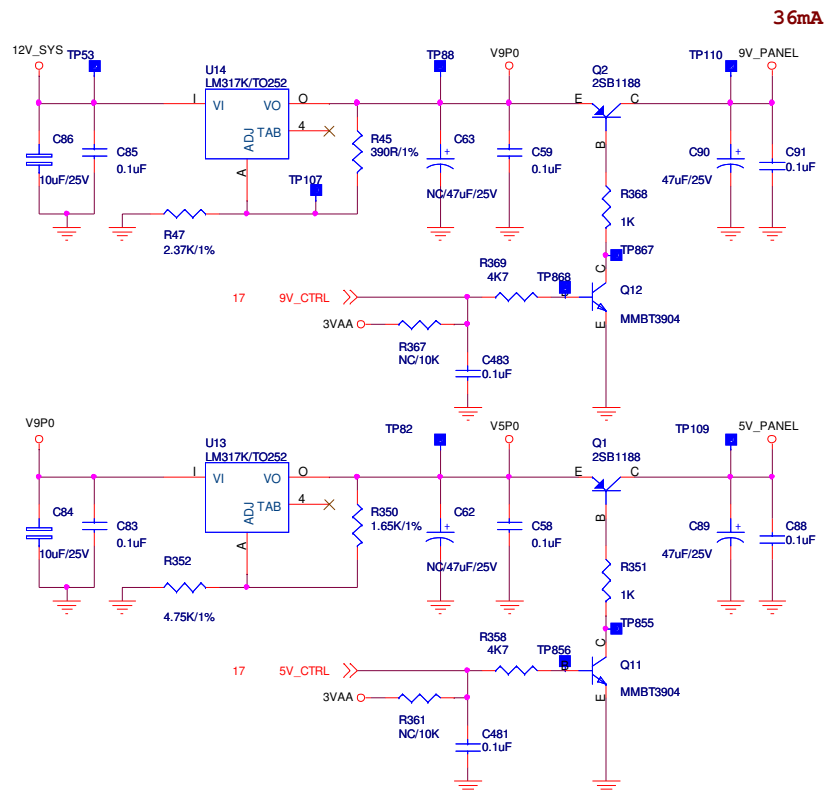 36mA
12V_SYS
TP53
U14
LM317K/TO252
TP88
V9P0
Q2
2SB1188
TP110
9V_PANEL
I
VI
VO
O
ADJ
TAB
4
A
E
C
B
C86
10uF/25V
C85
0.1uF
R45
390R/1%
C63
NC/47uF/25V
C59
0.1uF
C90
47uF/25V
C91
0.1uF
TP107
R47
2.37K/1%
R368
1K
TP867
R369
4K7
TP868
B
C
Q12
MMBT3904
E
17
9V_CTRL
3VAA
R367
NC/10K
C483
0.1uF
V9P0
U13
LM317K/TO252
TP82
V5P0
Q1
2SB1188
TP109
5V_PANEL
I
VI
VO
O
ADJ
TAB
4
A
E
C
B
C84
10uF/25V
C83
0.1uF
R350
1.65K/1%
C62
NC/47uF/25V
C58
0.1uF
C89
47uF/25V
C88
0.1uF
R352
4.75K/1%
R351
1K
TP855
R358
4K7
TP856
B
C
Q11
MMBT3904
E
17
5V_CTRL
3VAA
R361
NC/10K
C481
0.1uF